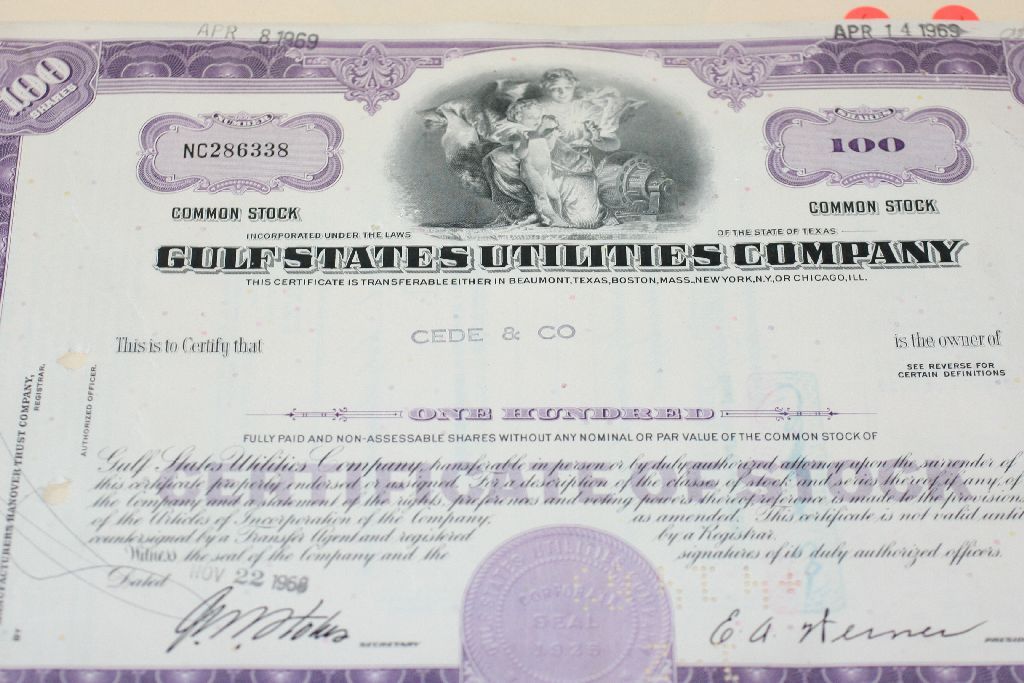 APR 8 1969
APR 14 1969
100
SHARES
NUMBER
NC286338
SHARES
100
COMMON STOCK
COMMON STOCK
INCORPORATED UNDER THE LAWS
OF THE STATE OF TEXAS
GULF STATES UTILITIES COMPANY
THIS CERTIFICATE IS TRANSFERABLE EITHER IN BEAUMONT, TEXAS, BOSTON, MASS., NEW YORK, N.Y., OR CHICAGO, ILL.
This is to Certify that
CEDE & CO
is the owner of
SEE REVERSE FOR
CERTAIN DEFINITIONS
ONE HUNDRED
FULLY PAID AND NON-ASSESSABLE SHARES WITHOUT ANY NOMINAL OR PAR VALUE OF THE COMMON STOCK OF
Gulf States Utilities Company, transferable in person or by duly authorized attorney upon the surrender of
this certificate properly endorsed or assigned. For a description of the classes of stock and series thereof, if any, of
the Company and a statement of the rights, preferences and voting powers thereof reference is made to the provisions
of the Articles of Incorporation of the Company, as amended. This certificate is not valid until
countersigned by a Transfer Agent and registered by a Registrar.
Witness the seal of the Company and the signatures of its duly authorized officers.
Dated NOV 22 1968
SECRETARY
E A Werner
CORPORATE
SEAL
1925
MANUFACTURERS HANOVER TRUST COMPANY,
REGISTRAR,
BY
AUTHORIZED OFFICER.